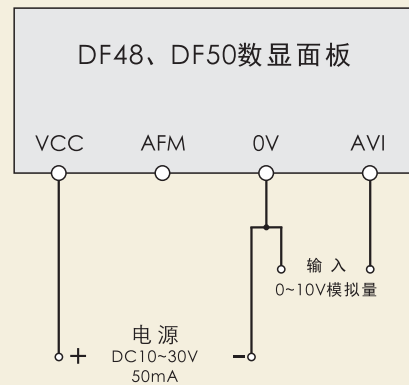 DF48、DF50数显面板
VCC AFM 0V AVI
输 入
0~10V模拟量
电 源
+ DC10~30V −
50mA